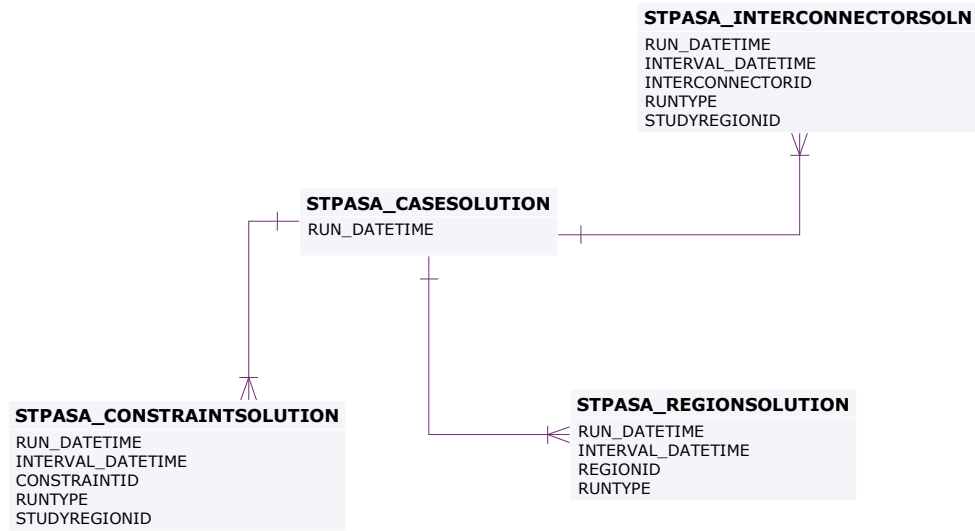 STPASA_INTERCONNECTORSOLN
RUN_DATETIME
INTERVAL_DATETIME
INTERCONNECTORID
RUNTYPE
STUDYREGIONID
STPASA_CASESOLUTION
RUN_DATETIME
STPASA_CONSTRAINTSOLUTION
RUN_DATETIME
INTERVAL_DATETIME
CONSTRAINTID
RUNTYPE
STUDYREGIONID
STPASA_REGIONSOLUTION
RUN_DATETIME
INTERVAL_DATETIME
REGIONID
RUNTYPE